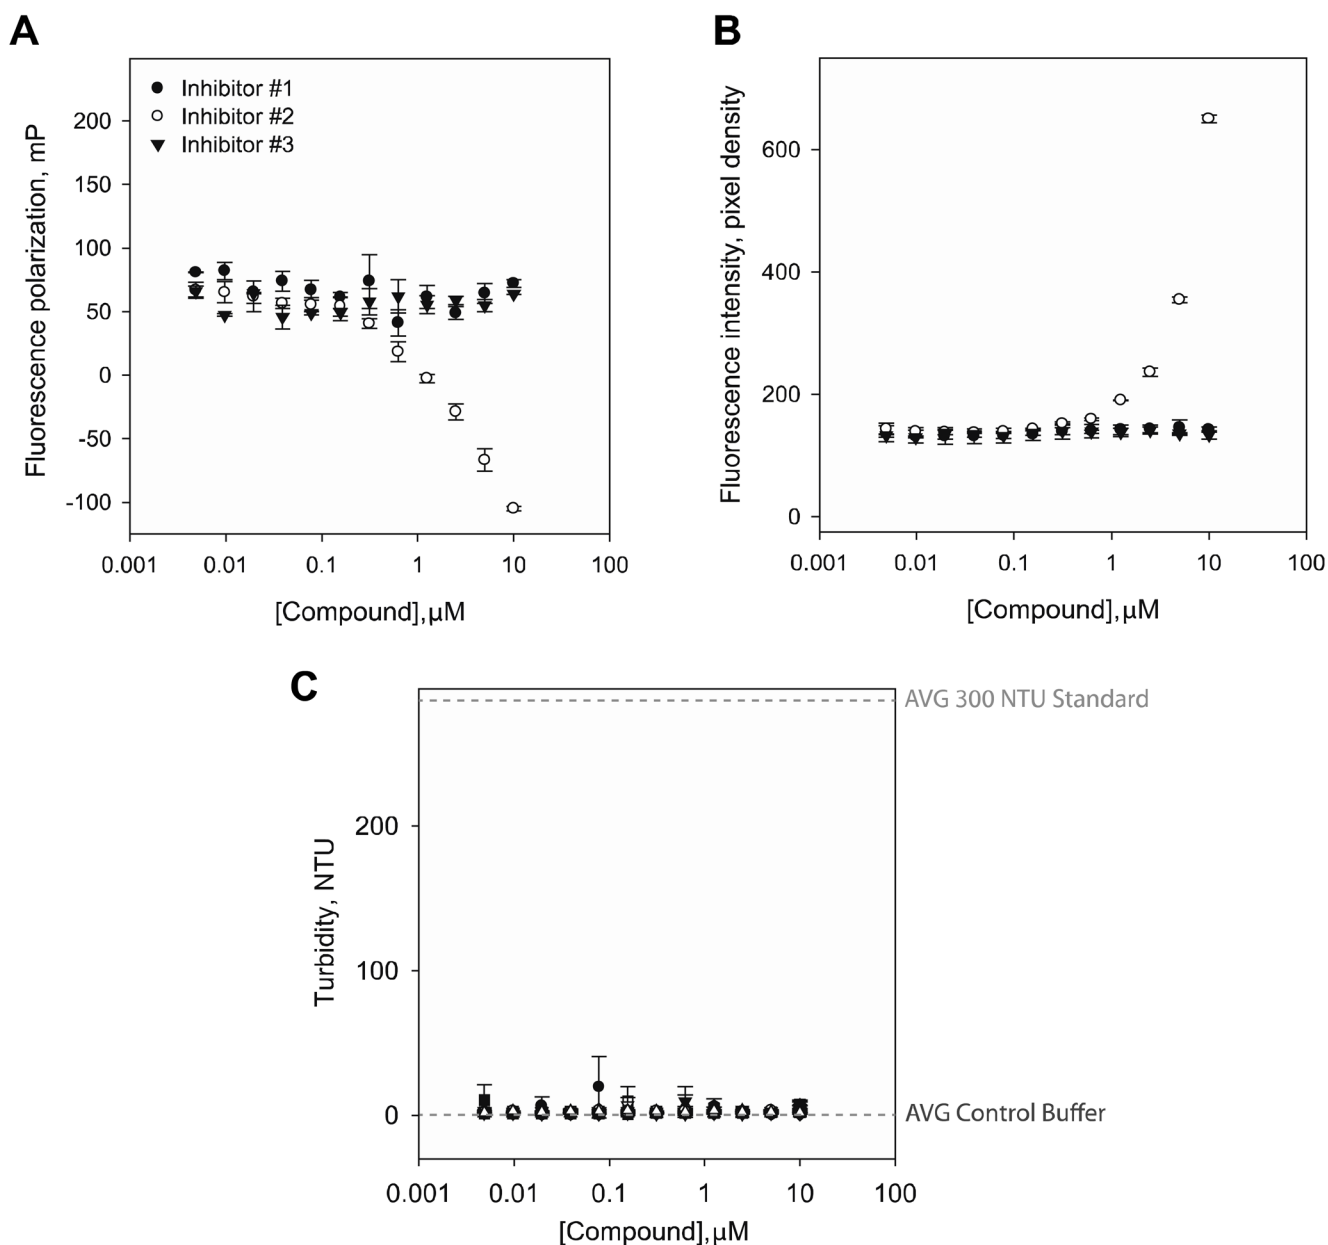 A
Inhibitor #1
Inhibitor #2
Inhibitor #3
Fluorescence polarization, mP
200
150
100
50
0
-50
-100
0.001
0.01
0.1
1
10
100
[Compound],µM
B
Fluorescence intensity, pixel density
600
400
200
0
0.001
0.01
0.1
1
10
100
[Compound],µM
C
AVG 300 NTU Standard
Turbidity, NTU
200
100
0
AVG Control Buffer
0.001
0.01
0.1
1
10
100
[Compound],µM